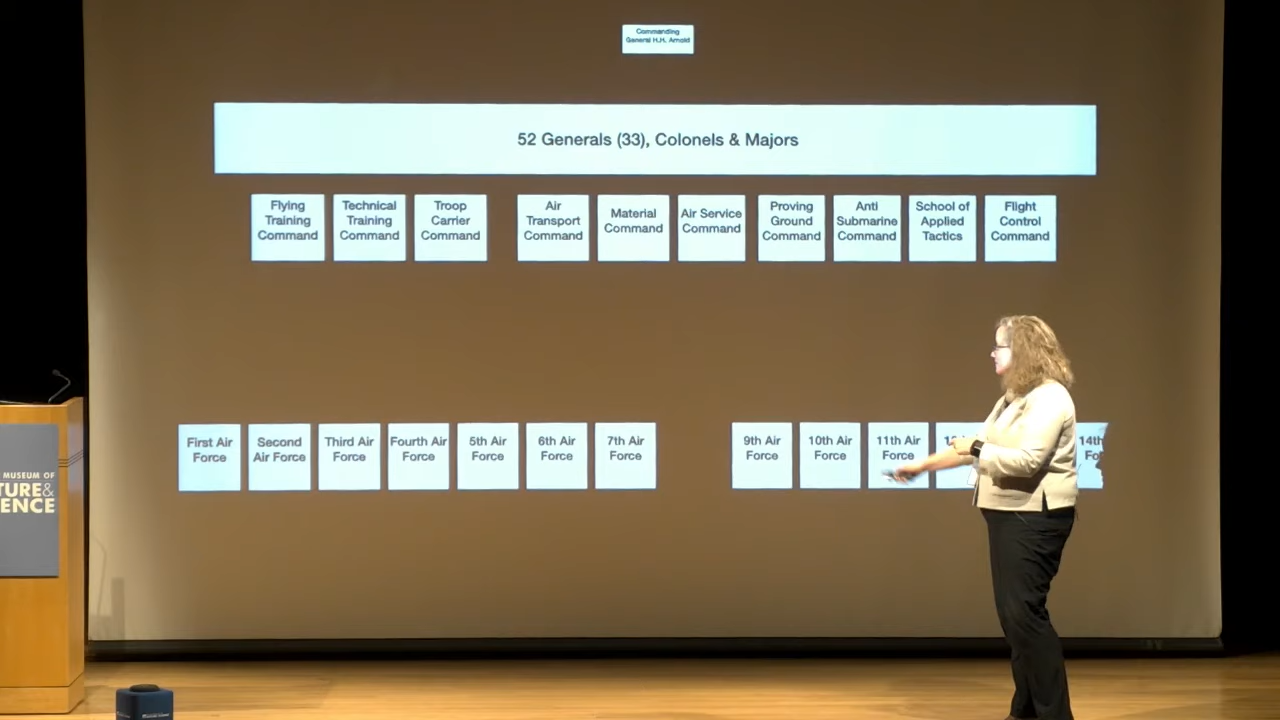 Commanding
General H.H. Arnold
52 Generals (33), Colonels & Majors
Flying
Training
Command
Technical
Training
Command
Troop
Carrier
Command
Air
Transport
Command
Material
Command
Air Service
Command
Proving
Ground
Command
Anti
Submarine
Command
School of
Applied
Tactics
Flight
Control
Command
First Air
Force
Second
Air Force
Third Air
Force
Fourth Air
Force
5th Air
Force
6th Air
Force
7th Air
Force
9th Air
Force
10th Air
Force
11th Air
Force
14th
MUSEUM OF
TURE&
ENCE